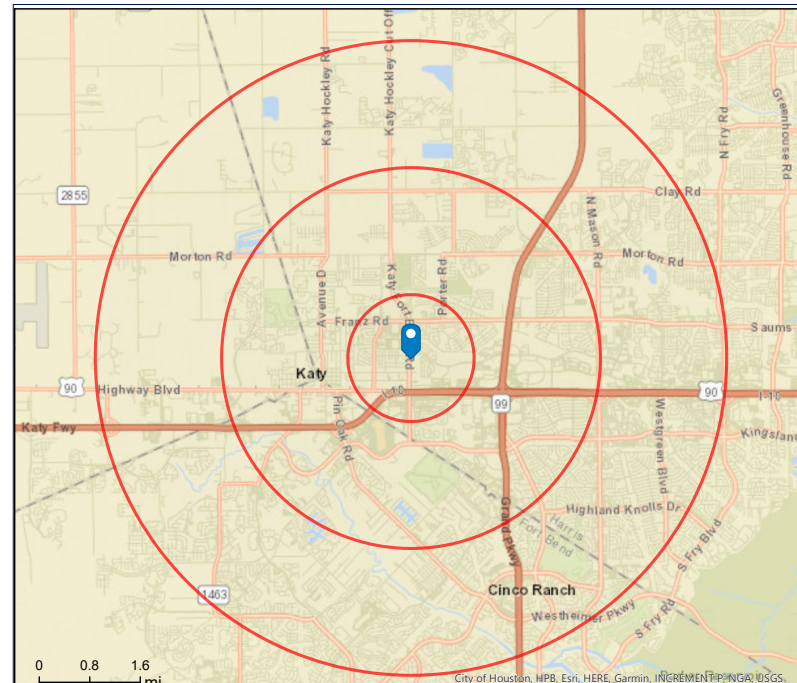 Katy Hockley Rd
Katy Hockley Cut Off
N Fry Rd
Greenhouse Rd
2855
Clay Rd
N Mason Rd
Morton Rd
Morton Rd
Porter Rd
Avenue D
Katy Fort B
Rd
Franz Rd
Saums
Katy
90
Highway Blvd
I-10
99
90
I-10
Katy Fwy
Pin Oak Rd
Westgreen Blvd
Kingsland
Grand Pkwy
Highland Knolls Dr
Harris
Fort Bend
S Fry Blvd
1463
Cinco Ranch
Westheimer Pkwy
S Fry Rd
0 0.8 1.6
mi
City of Houston, HPB, Esri, HERE, Garmin, INCREMENT P, NGA, USGS